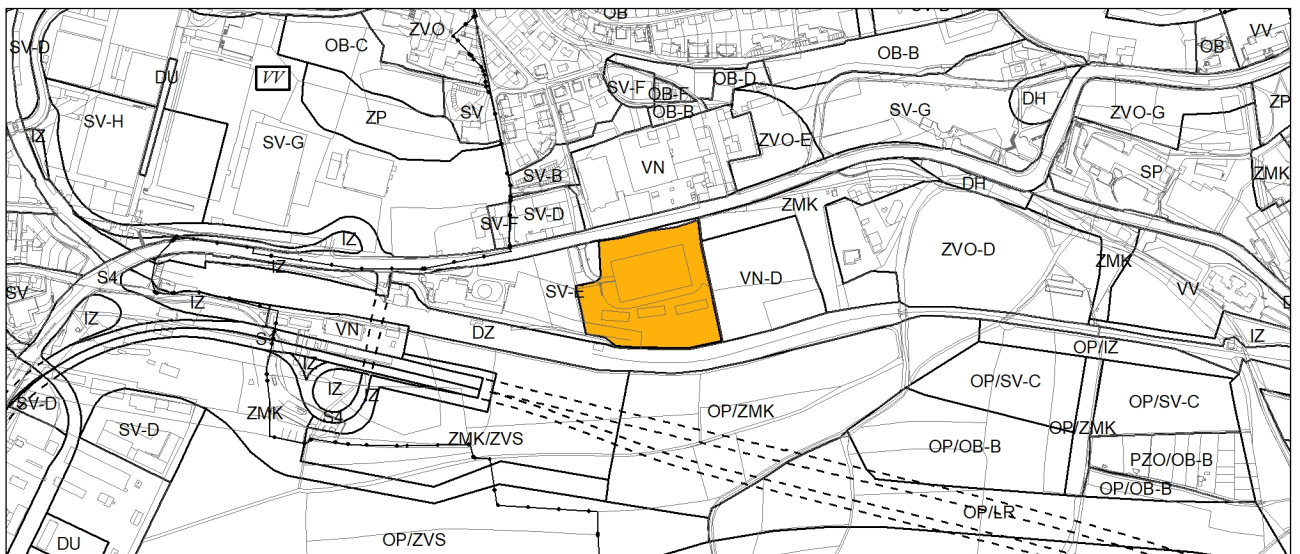 OB
SV-D
OB-C
ZVO
OB-B
OB
VV
DU
VV
SV-F
OB-D
OB-F
OB-B
SV
ZP
SV-G
DH
ZVO-G
ZP
SV-H
IZ
SV-G
ZVO-E
VN
SP
ZMK
SV-B
DH
ZMK
SV-F
SV-D
IZ
ZVO-D
ZMK
S4
IZ
VN-D
SV-E
SV
IZ
IZ
VV
VN
DZ
IZ
OP/IZ
IZ
IZ
IZ
OP/SV-C
OP/SV-C
SV-D
ZMK
S4
OP/ZMK
OP/ZMK
SV-D
ZMK/ZVS
OP/OB-B
PZO/OB-B
OP/OB-B
OP/LR
DU
OP/ZVS